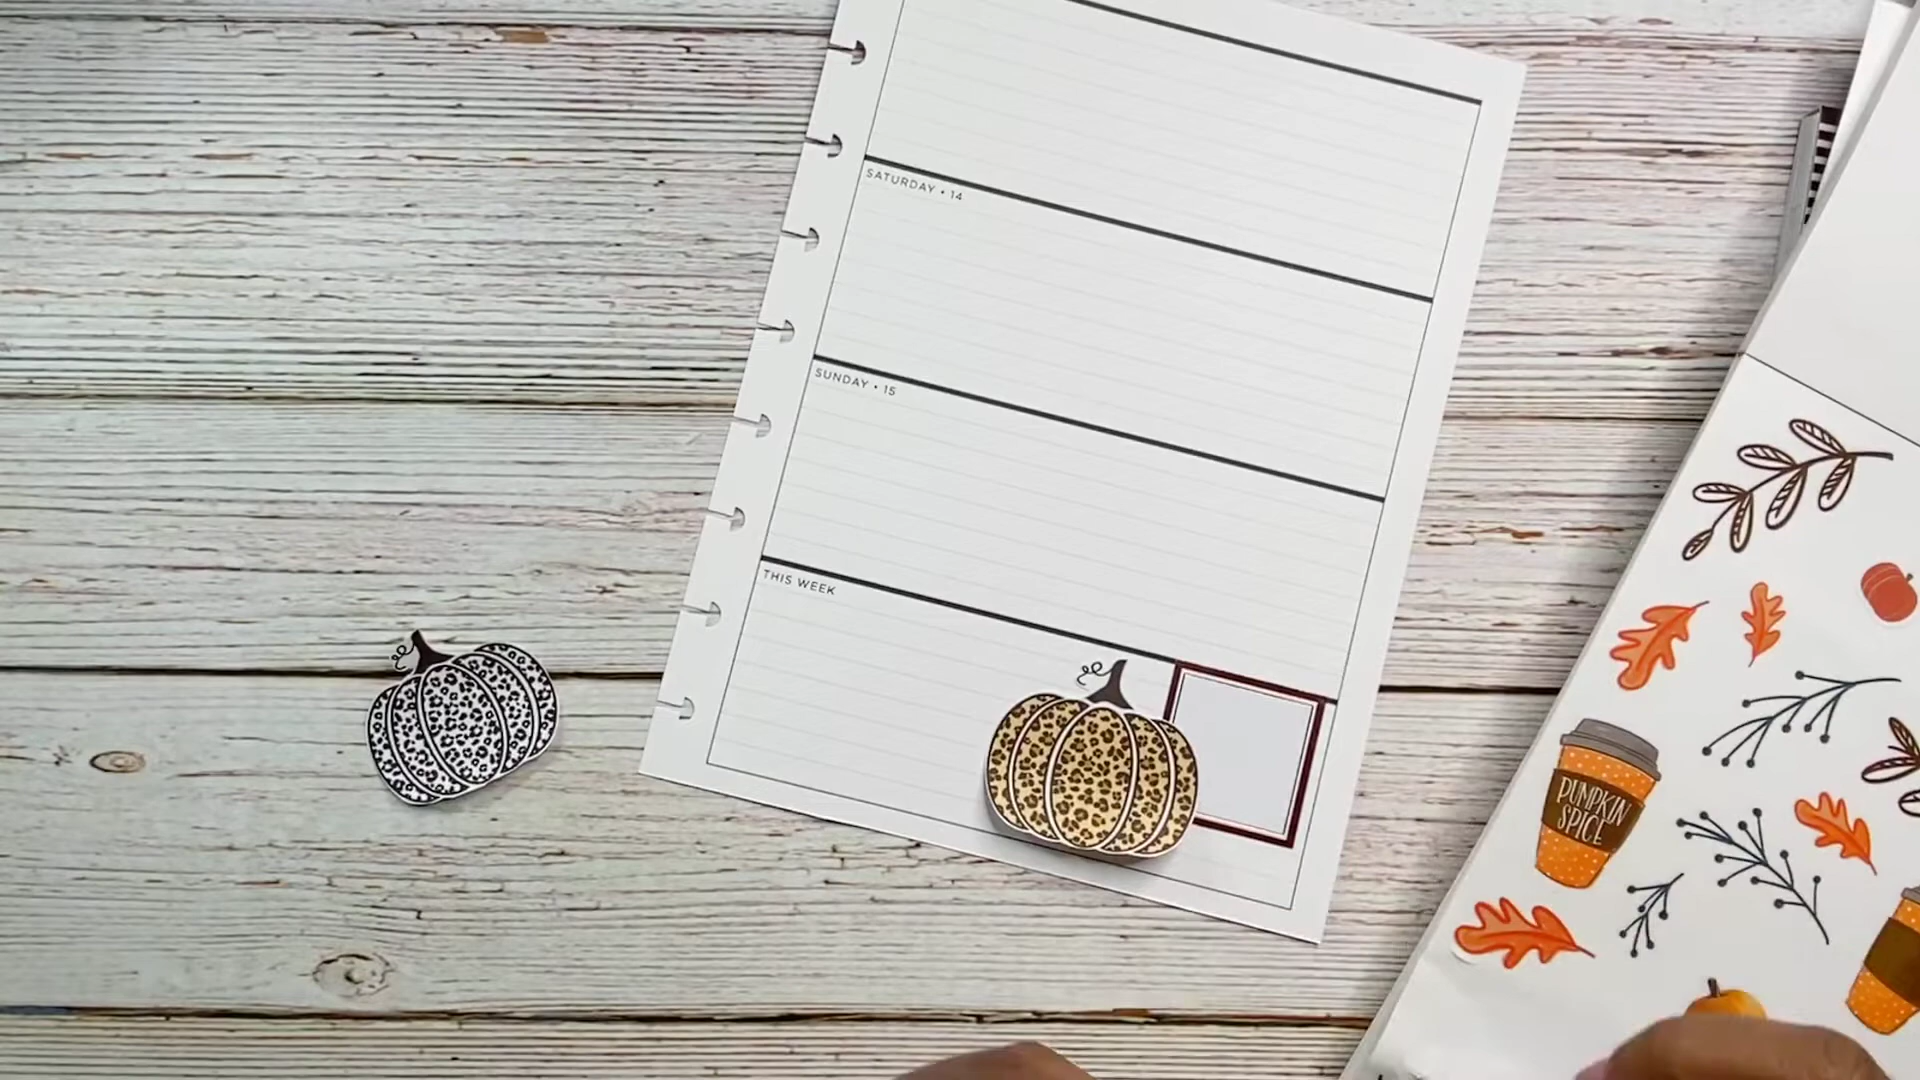 SATURDAY • 14
SUNDAY • 15
THIS WEEK
PUMPKIN
SPICE